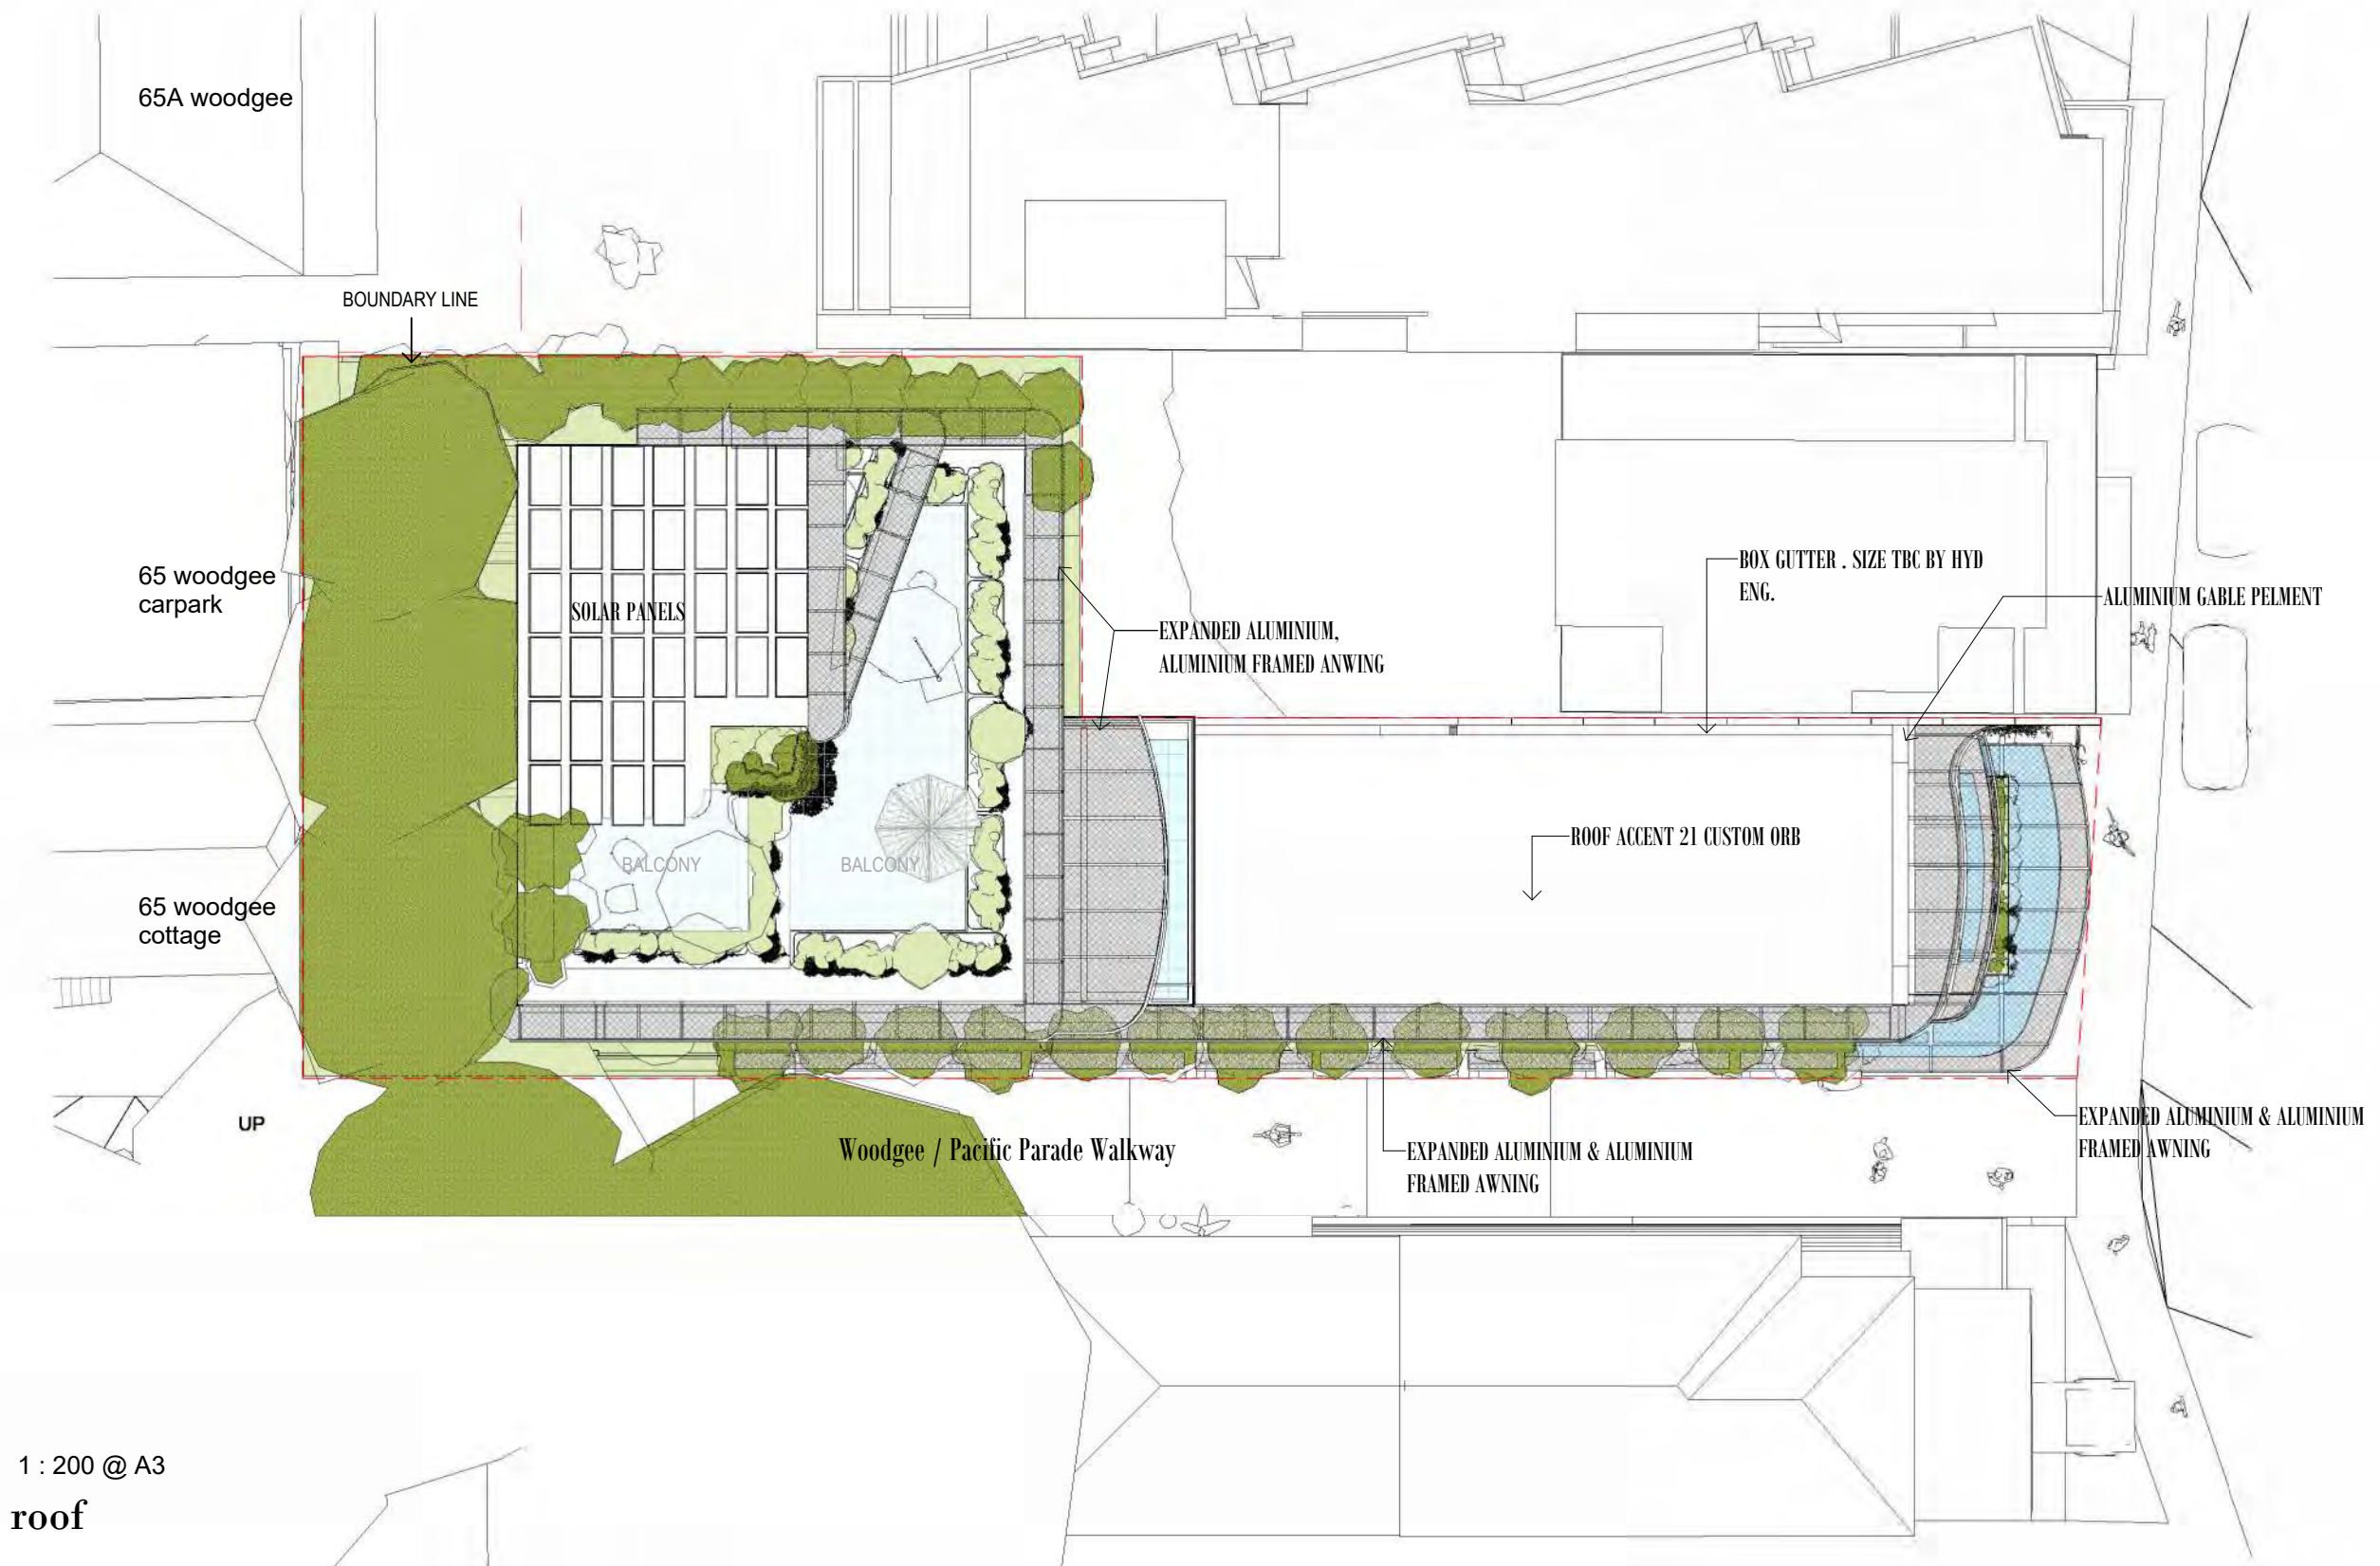 65A woodgee
BOUNDARY LINE
65 woodgee
carpark
SOLAR PANELS
EXPANDED ALUMINIUM,
ALUMINIUM FRAMED ANWING
BOX GUTTER . SIZE TBC BY HYD
ENG.
ALUMINIUM GABLE PELMENT
ROOF ACCENT 21 CUSTOM ORB
BALCONY
BALCONY
65 woodgee
cottage
UP
Woodgee / Pacific Parade Walkway
EXPANDED ALUMINIUM & ALUMINIUM
FRAMED AWNING
EXPANDED ALUMINIUM & ALUMINIUM
FRAMED AWNING
1 : 200 @ A3
roof